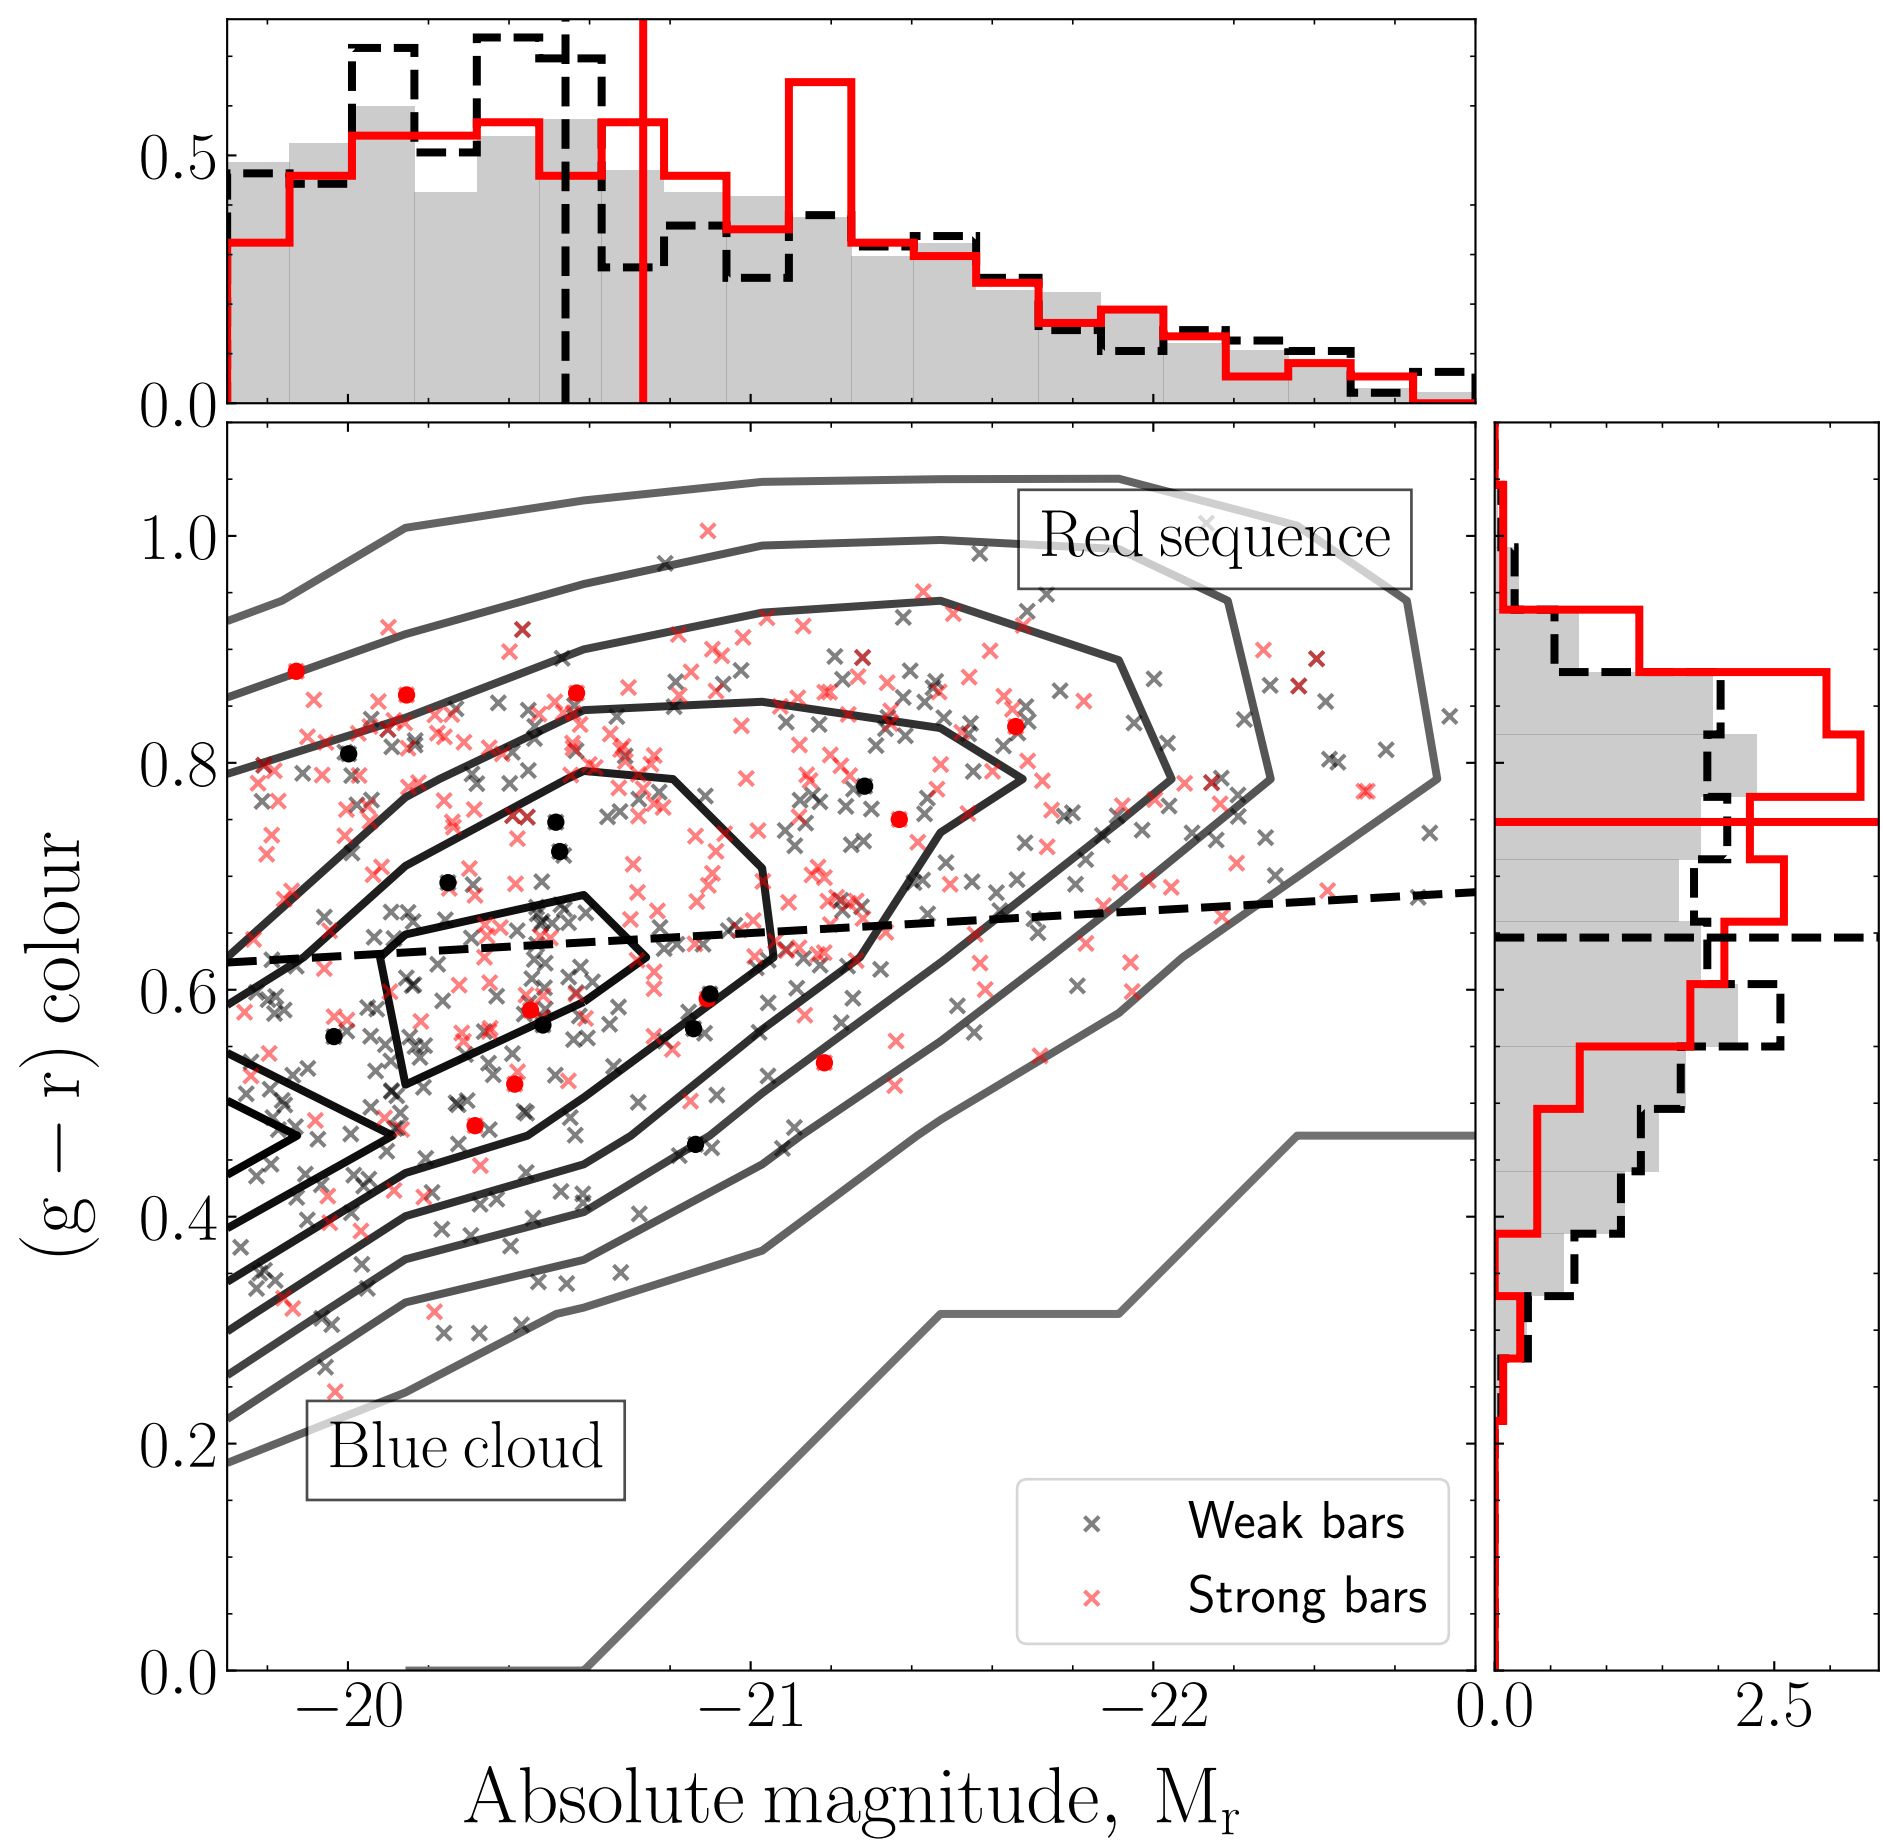 0.5
0.0
1.0
0.8
0.6
0.4
0.2
0.0
(g − r) colour
Red sequence
Blue cloud
Weak bars
Strong bars
−20 −21 −22 0.0 2.5
Absolute magnitude, Mr